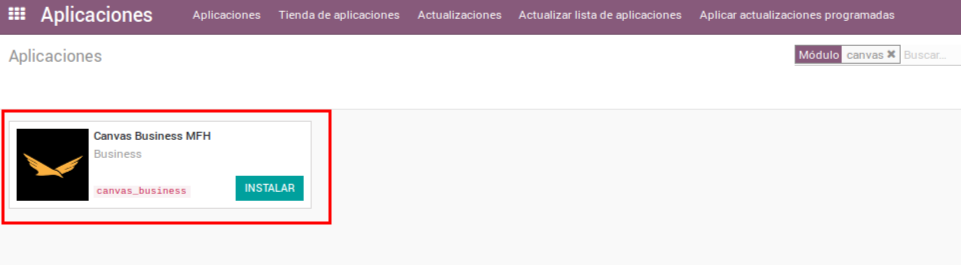 Aplicaciones Aplicaciones Tienda de aplicaciones Actualizaciones Actualizar lista de aplicaciones Aplicar actualizaciones programadas
Aplicaciones Módulo canvas ✖ Buscar...
Canvas Business MFH
Business
canvas_business INSTALAR